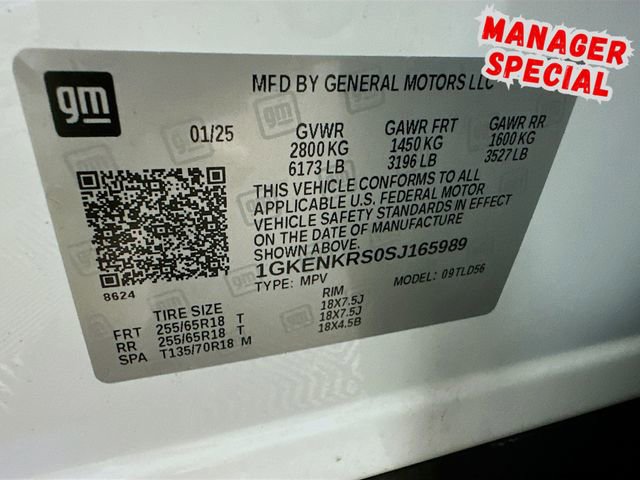 MANAGER
SPECIAL
gm
MFD BY GENERAL MOTORS LLC
01/25
GVWR
2800 KG
6173 LB
GAWR FRT
1450 KG
3196 LB
GAWR RR
1600 KG
3527 LB
THIS VEHICLE CONFORMS TO ALL
APPLICABLE U.S. FEDERAL MOTOR
VEHICLE SAFETY STANDARDS IN EFFECT
ON THE DATE OF MANUFACTURE
SHOWN ABOVE.
1GKENKRS0SJ165989
TYPE: MPV
MODEL: 09TLD56
8624
TIRE SIZE
RIM
FRT 255/65R18 T 18X7.5J
RR 255/65R18 T 18X7.5J
SPA T135/70R18 M 18X4.5B